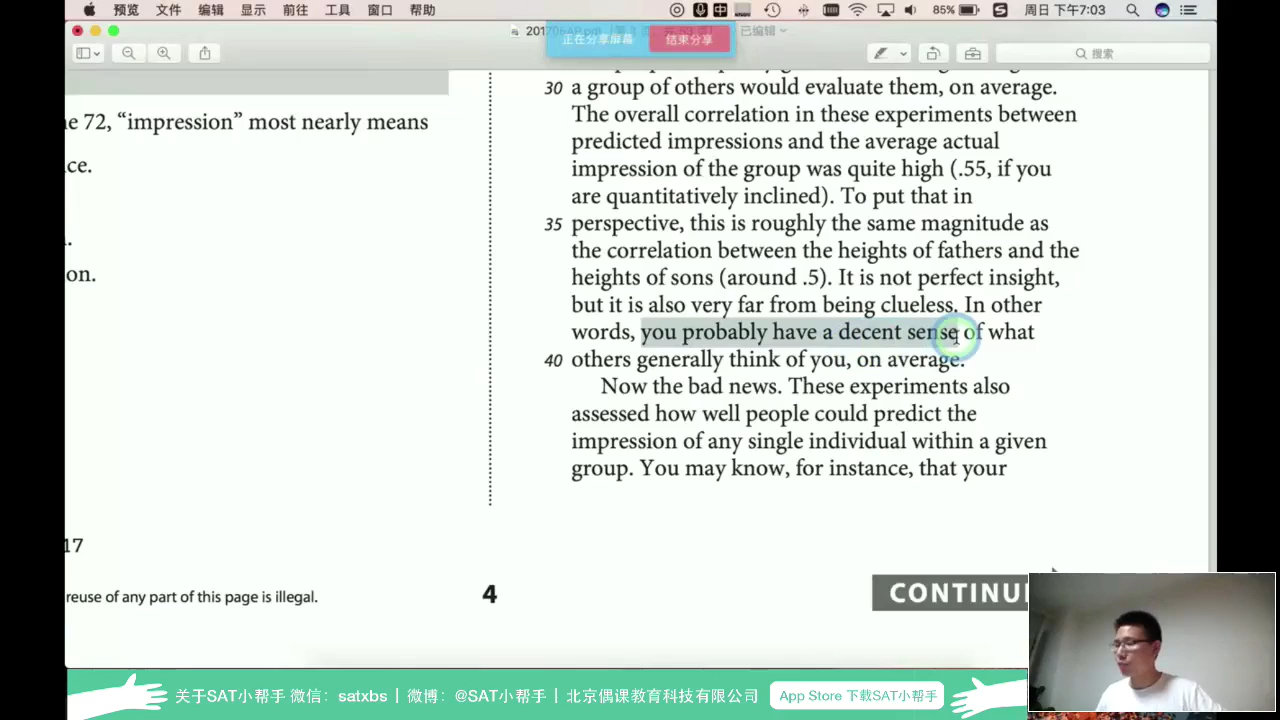 预览 文件 编辑 显示 前往 工具 窗口 帮助 85% 周日 下午7:03
正在分享屏幕 结束分享 已编辑
搜索
30 a group of others would evaluate them, on average.
The overall correlation in these experiments between
predicted impressions and the average actual
impression of the group was quite high (.55, if you
are quantitatively inclined). To put that in
35 perspective, this is roughly the same magnitude as
the correlation between the heights of fathers and the
heights of sons (around .5). It is not perfect insight,
but it is also very far from being clueless. In other
words, you probably have a decent sense of what
40 others generally think of you, on average.
Now the bad news. These experiments also
assessed how well people could predict the
impression of any single individual within a given
group. You may know, for instance, that your
72, “impression” most nearly means
ce.
on.
17
reuse of any part of this page is illegal.
4
CONTINU
关于SAT小帮手 微信：satxbs | 微博：@SAT小帮手 | 北京偶课教育科技有限公司
App Store 下载SAT小帮手